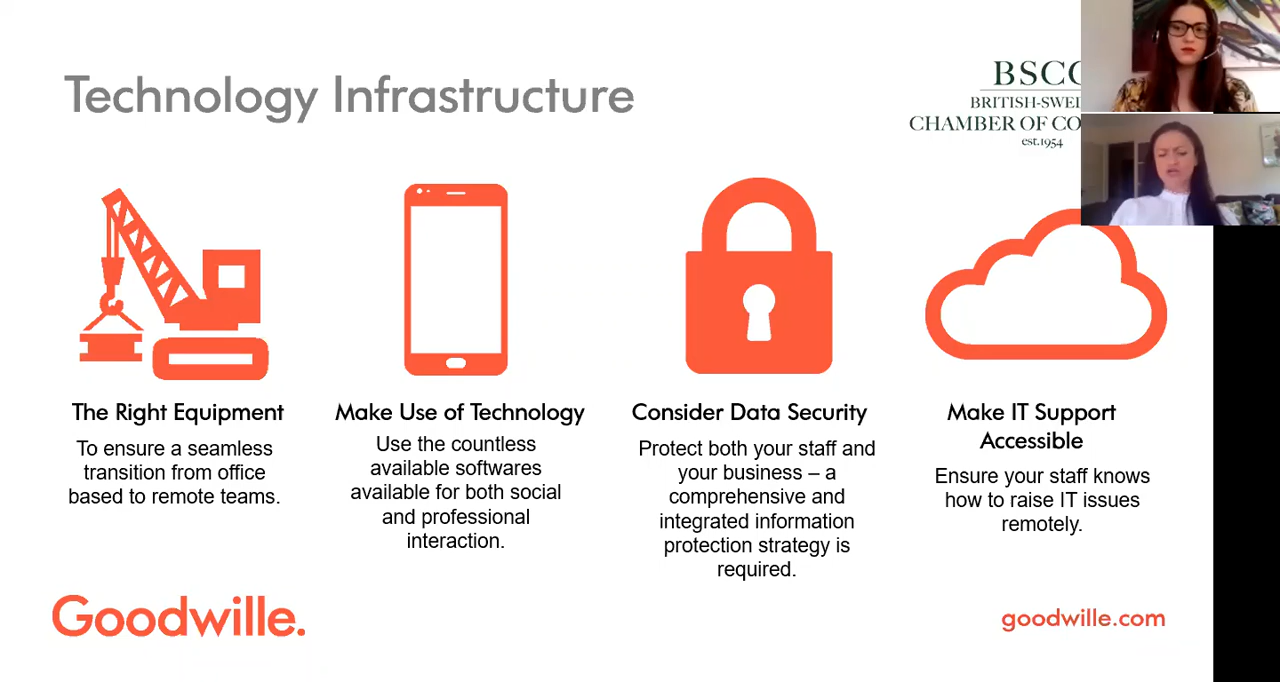 Technology Infrastructure
BSCC
BRITISH-SWE
CHAMBER OF CO
est.1954
The Right Equipment
To ensure a seamless
transition from office
based to remote teams.
Make Use of Technology
Use the countless
available softwares
available for both social
and professional
interaction.
Consider Data Security
Protect both your staff and
your business – a
comprehensive and
integrated information
protection strategy is
required.
Make IT Support
Accessible
Ensure your staff knows
how to raise IT issues
remotely.
Goodwille.
goodwille.com